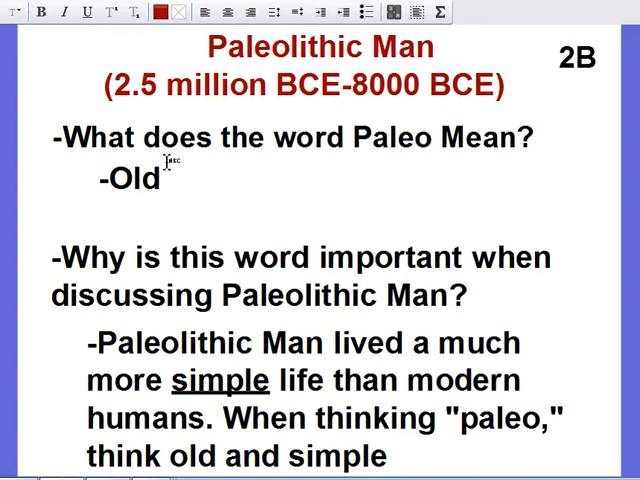 Paleolithic Man
(2.5 million BCE-8000 BCE)
2B
-What does the word Paleo Mean?
-Old
-Why is this word important when
discussing Paleolithic Man?
-Paleolithic Man lived a much
more simple life than modern
humans. When thinking "paleo,"
think old and simple